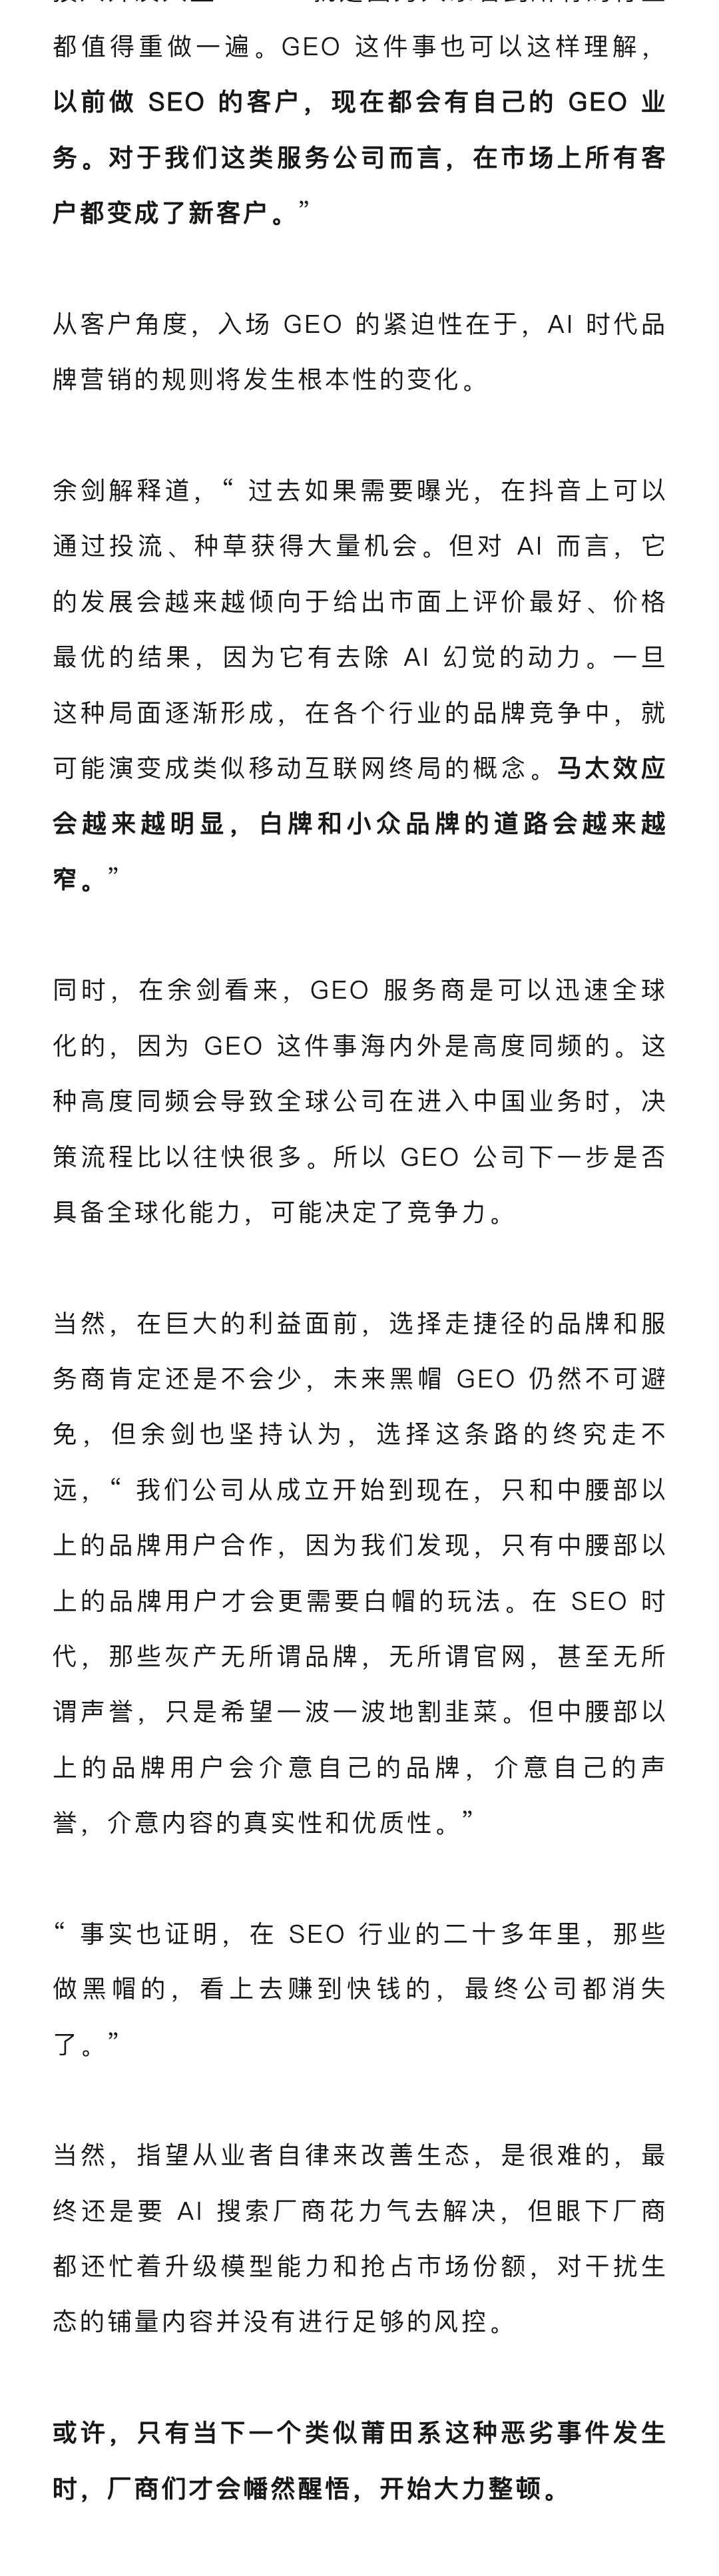 都值得重做一遍。GEO 这件事也可以这样理解，
以前做 SEO 的客户，现在都会有自己的 GEO 业
务。对于我们这类服务公司而言，在市场上所有客
户都变成了新客户。”
从客户角度，入场 GEO 的紧迫性在于，AI 时代品
牌营销的规则将发生根本性的变化。
余剑解释道，“ 过去如果需要曝光，在抖音上可以
通过投流、种草获得大量机会。但对 AI 而言，它
的发展会越来越倾向于给出市面上评价最好、价格
最优的结果，因为它有去除 AI 幻觉的动力。一旦
这种局面逐渐形成，在各个行业的品牌竞争中，就
可能演变成类似移动互联网终局的概念。马太效应
会越来越明显，白牌和小众品牌的道路会越来越
窄。”
同时，在余剑看来，GEO 服务商是可以迅速全球
化的，因为 GEO 这件事海内外是高度同频的。这
种高度同频会导致全球公司在进入中国业务时，决
策流程比以往快很多。所以 GEO 公司下一步是否
具备全球化能力，可能决定了竞争力。
当然，在巨大的利益面前，选择走捷径的品牌和服
务商肯定还是不会少，未来黑帽 GEO 仍然不可避
免，但余剑也坚持认为，选择这条路的终究走不
远，“ 我们公司从成立开始到现在，只和中腰部以
上的品牌用户合作，因为我们发现，只有中腰部以
上的品牌用户才会更需要白帽的玩法。在 SEO 时
代，那些灰产无所谓品牌，无所谓官网，甚至无所
谓声誉，只是希望一波一波地割韭菜。但中腰部以
上的品牌用户会介意自己的品牌，介意自己的声
誉，介意内容的真实性和优质性。”
“ 事实也证明，在 SEO 行业的二十多年里，那些
做黑帽的，看上去赚到快钱的，最终公司都消失
了。”
当然，指望从业者自律来改善生态，是很难的，最
终还是要 AI 搜索厂商花力气去解决，但眼下厂商
都还忙着升级模型能力和抢占市场份额，对干扰生
态的铺量内容并没有进行足够的风控。
或许，只有当下一个类似莆田系这种恶劣事件发生
时，厂商们才会幡然醒悟，开始大力整顿。